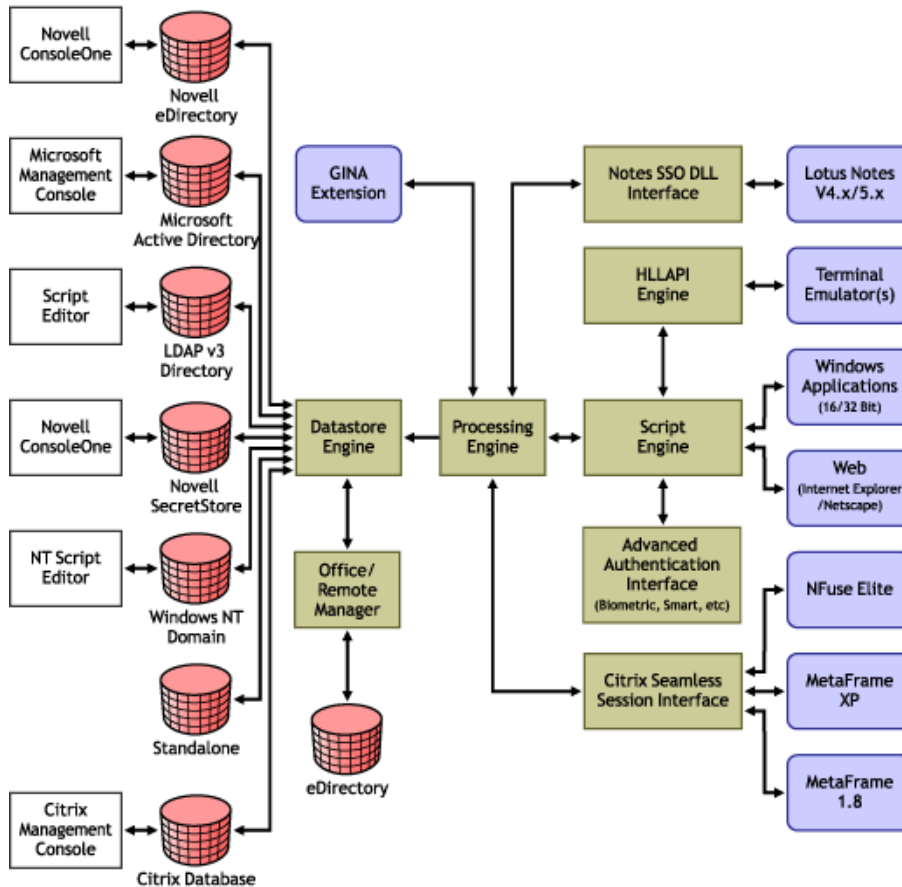 Novell
ConsoleOne
Novell
eDirectory
Microsoft
Management
Console
Microsoft
Active Directory
GINA
Extension
Notes SSO DLL
Interface
Lotus Notes
V4.x/5.x
HLLAPI
Engine
Terminal
Emulator(s)
Script
Editor
LDAP v3
Directory
Windows
Applications
(16/32 Bit)
Novell
ConsoleOne
Novell
SecretStore
Datastore
Engine
Processing
Engine
Script
Engine
Web
(Internet Explorer
/Netscape)
NT Script
Editor
Windows NT
Domain
Office/
Remote
Manager
Advanced
Authentication
Interface
(Biometric, Smart, etc)
NFuse Elite
Standalone
eDirectory
Citrix Seamless
Session Interface
MetaFrame
XP
MetaFrame
1.8
Citrix
Management
Console
Citrix Database